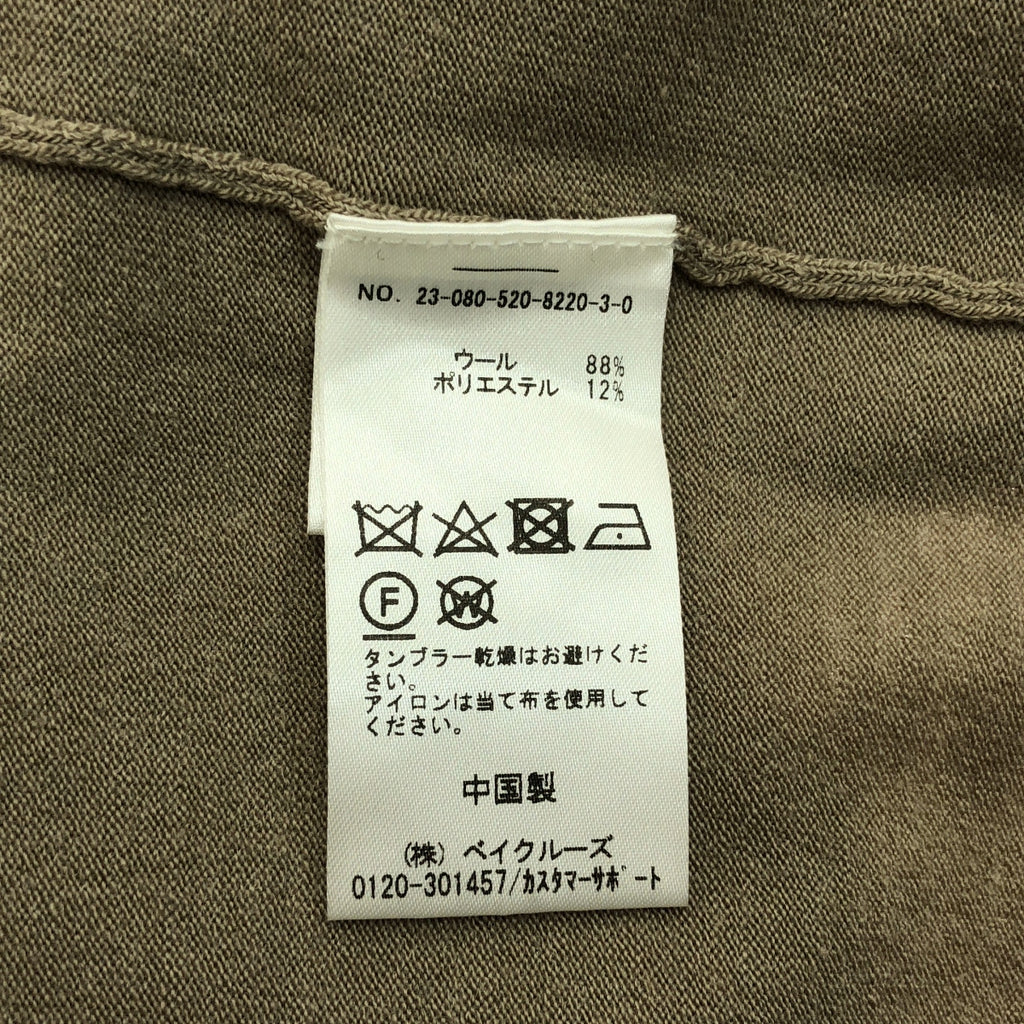 NO. 23-080-520-8220-3-0
ウール 88%
ポリエステル 12%
F W
タンブラー乾燥はお避けくだ
さい。
アイロンは当て布を使用して
ください。
中国製
(株) ベイクルーズ
0120-301457/カスタマーサポート